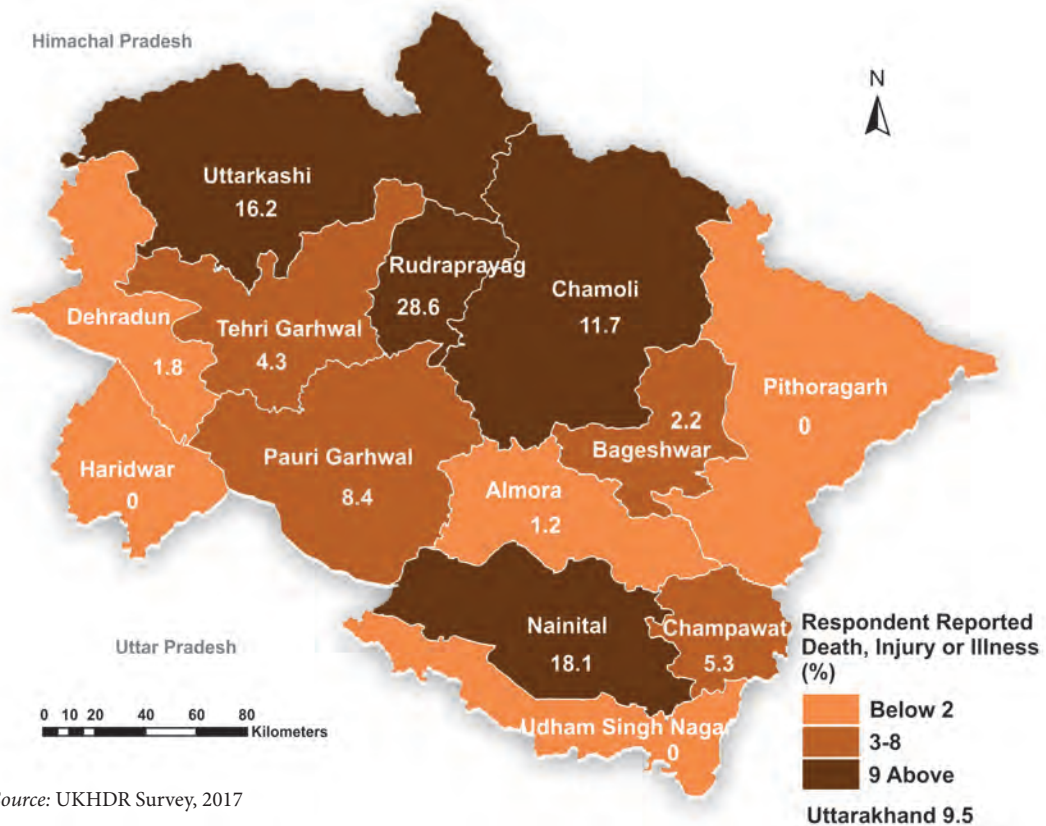 Himachal Pradesh
N
Uttarkashi
16.2
Rudraprayag
28.6
Chamoli
11.7
Dehradun
1.8
Tehri Garhwal
4.3
Pithoragarh
0
2.2
Bageshwar
Haridwar
0
Pauri Garhwal
8.4
Almora
1.2
Nainital
18.1
Champawat
5.3
Uttar Pradesh
Udham Singh Naga
0
0 10 20 40 60 80
Kilometers
Respondent Reported
Death, Injury or Illness
(%)
Below 2
3-8
9 Above
Uttarakhand 9.5
ource: UKHDR Survey, 2017